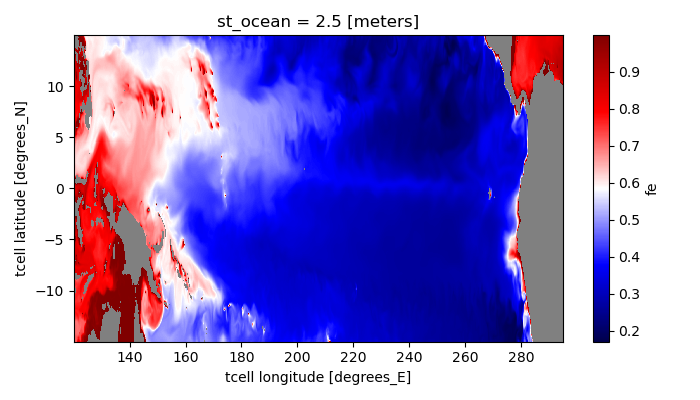 st_ocean = 2.5 [meters]
10
5
0
−5
−10
tcell latitude [degrees_N]
140 160 180 200 220 240 260 280
tcell longitude [degrees_E]
0.9
0.8
0.7
0.6
0.5
0.4
0.3
0.2
fe